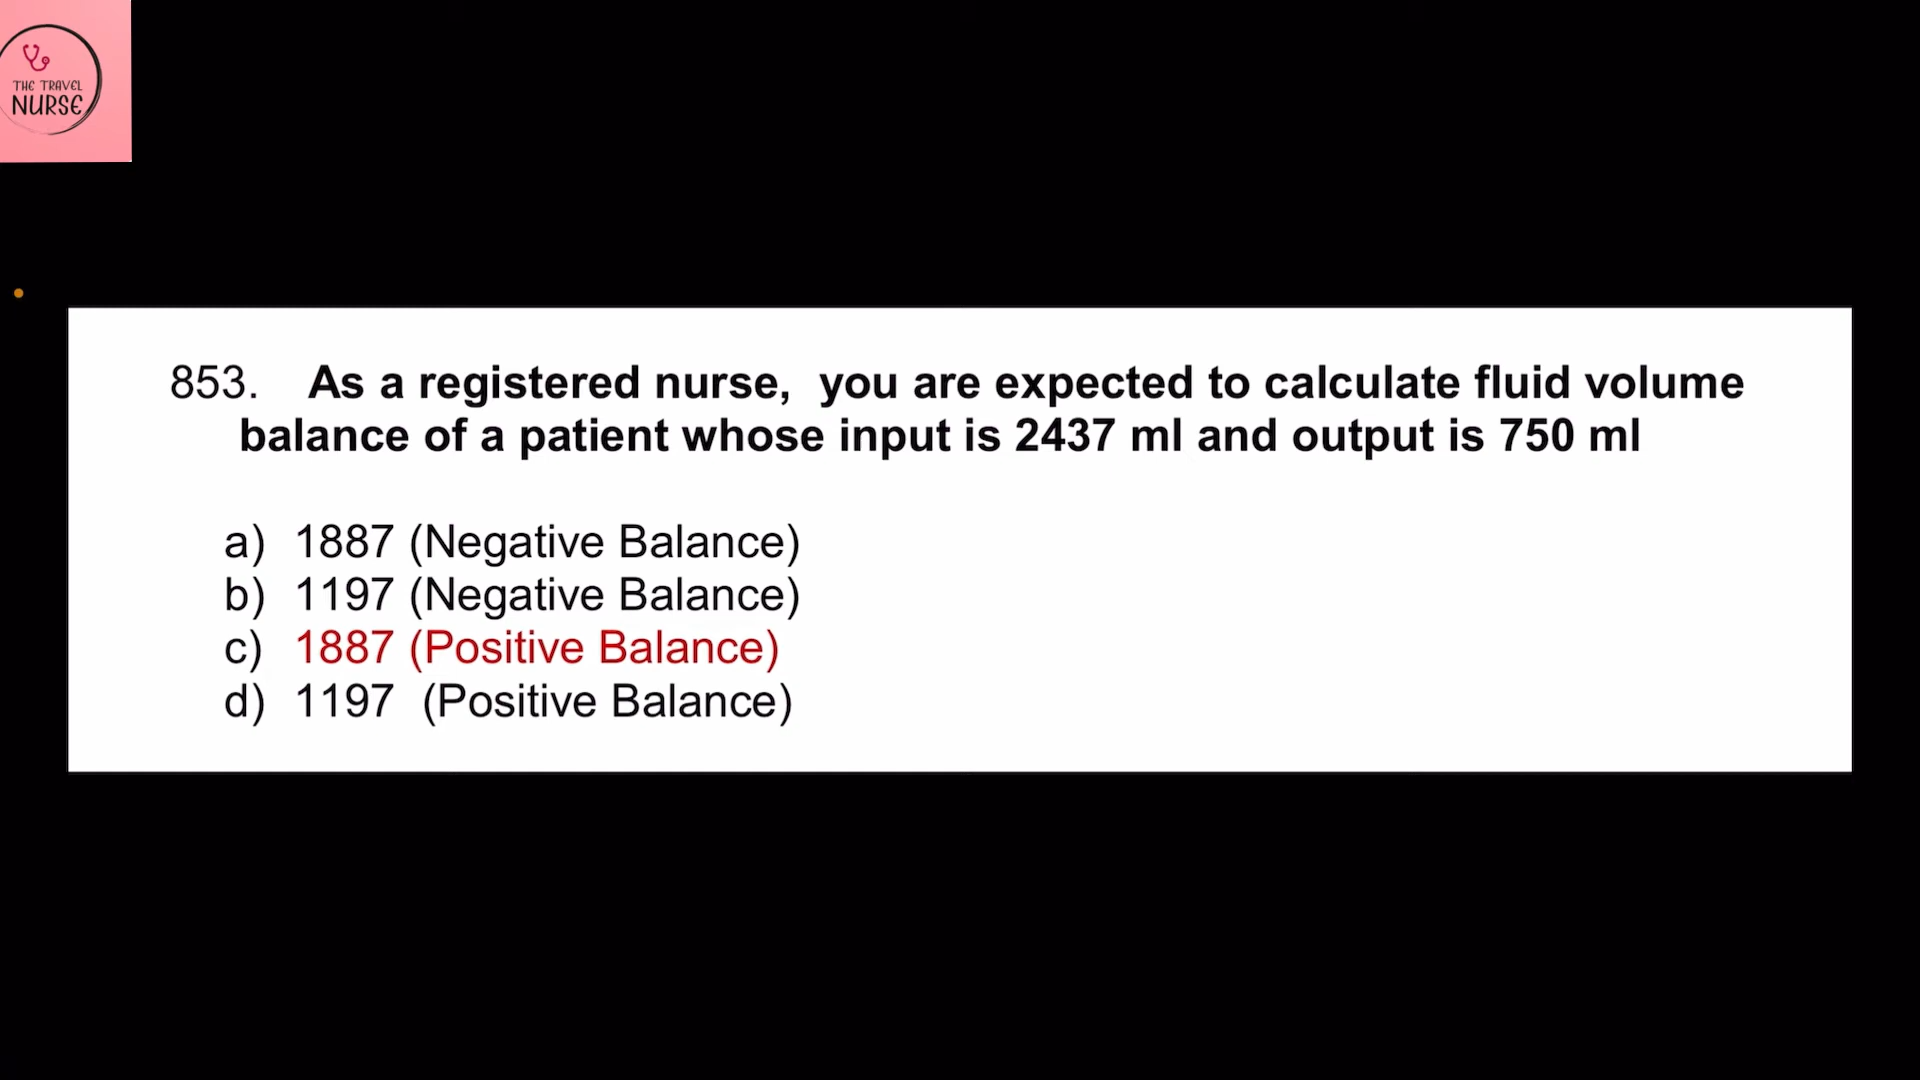 THE TRAVEL
NURSE
853. As a registered nurse, you are expected to calculate fluid volume
balance of a patient whose input is 2437 ml and output is 750 ml
a) 1887 (Negative Balance)
b) 1197 (Negative Balance)
c) 1887 (Positive Balance)
d) 1197 (Positive Balance)